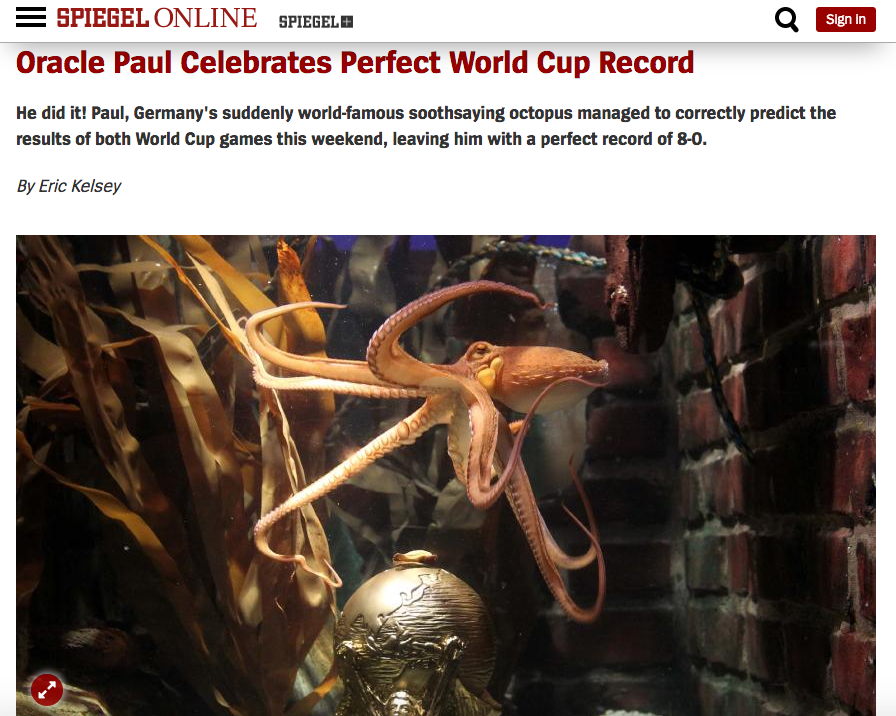 SPIEGEL ONLINE SPIEGEL+ Sign in
Oracle Paul Celebrates Perfect World Cup Record
He did it! Paul, Germany's suddenly world-famous soothsaying octopus managed to correctly predict the
results of both World Cup games this weekend, leaving him with a perfect record of 8-0.
By Eric Kelsey